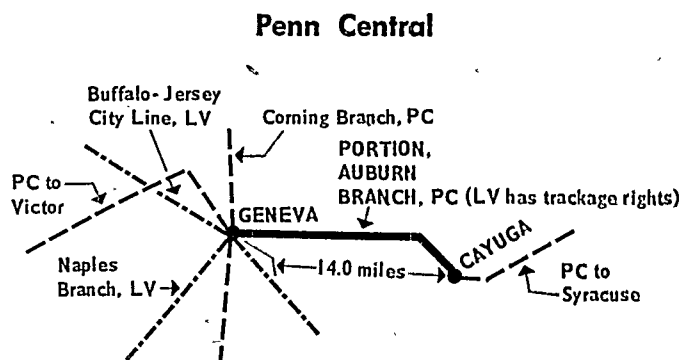 Penn Central
Buffalo-Jersey
City Line, LV
Corning Branch, PC
PORTION,
AUBURN
BRANCH, PC (LV has trackage rights)
PC to
Victor
GENEVA
CAYUGA
14.0 miles
Naples
Branch, LV
PC to
Syracuse